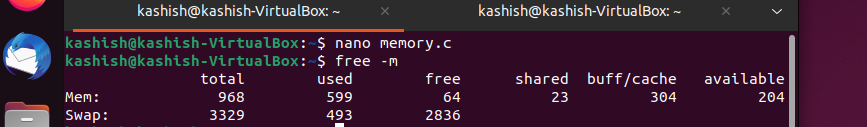 kashish@kashish-VirtualBox: ~ × kashish@kashish-VirtualBox: ~ ×
kashish@kashish-VirtualBox:~$ nano memory.c
kashish@kashish-VirtualBox:~$ free -m
total used free shared buff/cache available
Mem: 968 599 64 23 304 204
Swap: 3329 493 2836